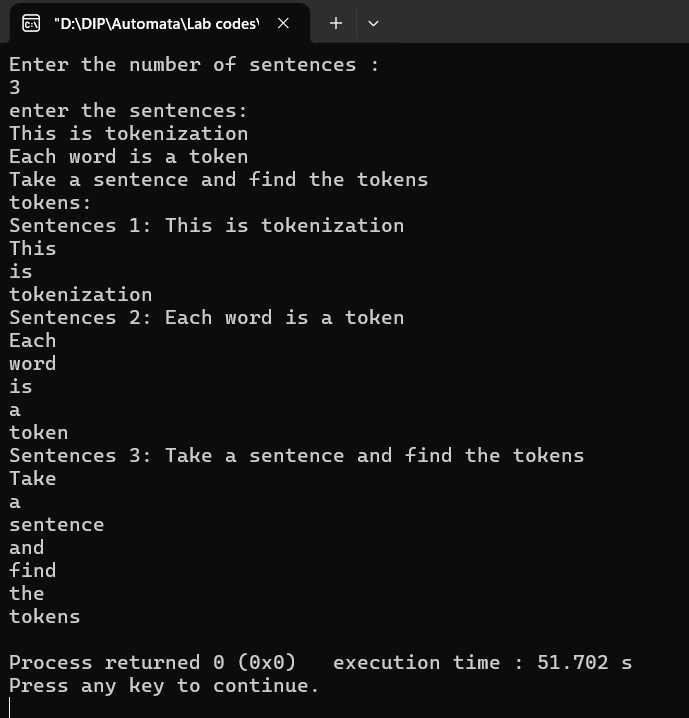 "D:\DIP\Automata\Lab codes\
Enter the number of sentences :
3
enter the sentences:
This is tokenization
Each word is a token
Take a sentence and find the tokens
tokens:
Sentences 1: This is tokenization
This
is
tokenization
Sentences 2: Each word is a token
Each
word
is
a
token
Sentences 3: Take a sentence and find the tokens
Take
a
sentence
and
find
the
tokens
Process returned 0 (0x0)   execution time : 51.702 s
Press any key to continue.